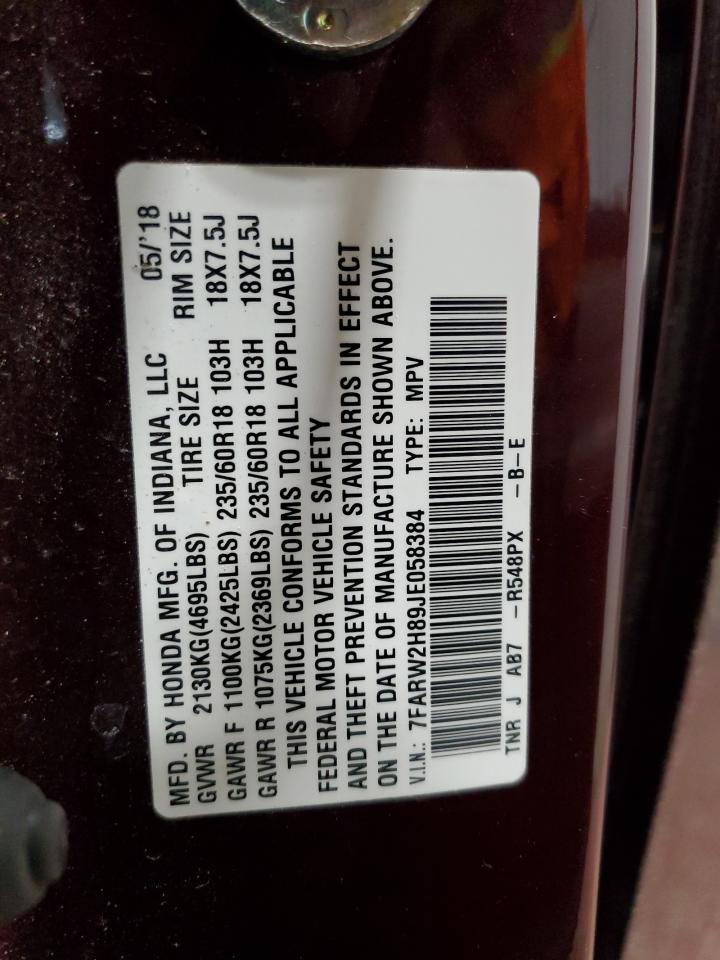 MFD. BY HONDA MFG. OF INDIANA, LLC 05/'18
GVWR 2130KG(4695LBS) TIRE SIZE RIM SIZE
GAWR F 1100KG(2425LBS) 235/60R18 103H 18X7.5J
GAWR R 1075KG(2369LBS) 235/60R18 103H 18X7.5J
THIS VEHICLE CONFORMS TO ALL APPLICABLE
FEDERAL MOTOR VEHICLE SAFETY
AND THEFT PREVENTION STANDARDS IN EFFECT
ON THE DATE OF MANUFACTURE SHOWN ABOVE.
V.I.N.: 7FARW2H89JE058384 TYPE: MPV
TNR J AB7 -R548PX -B-E